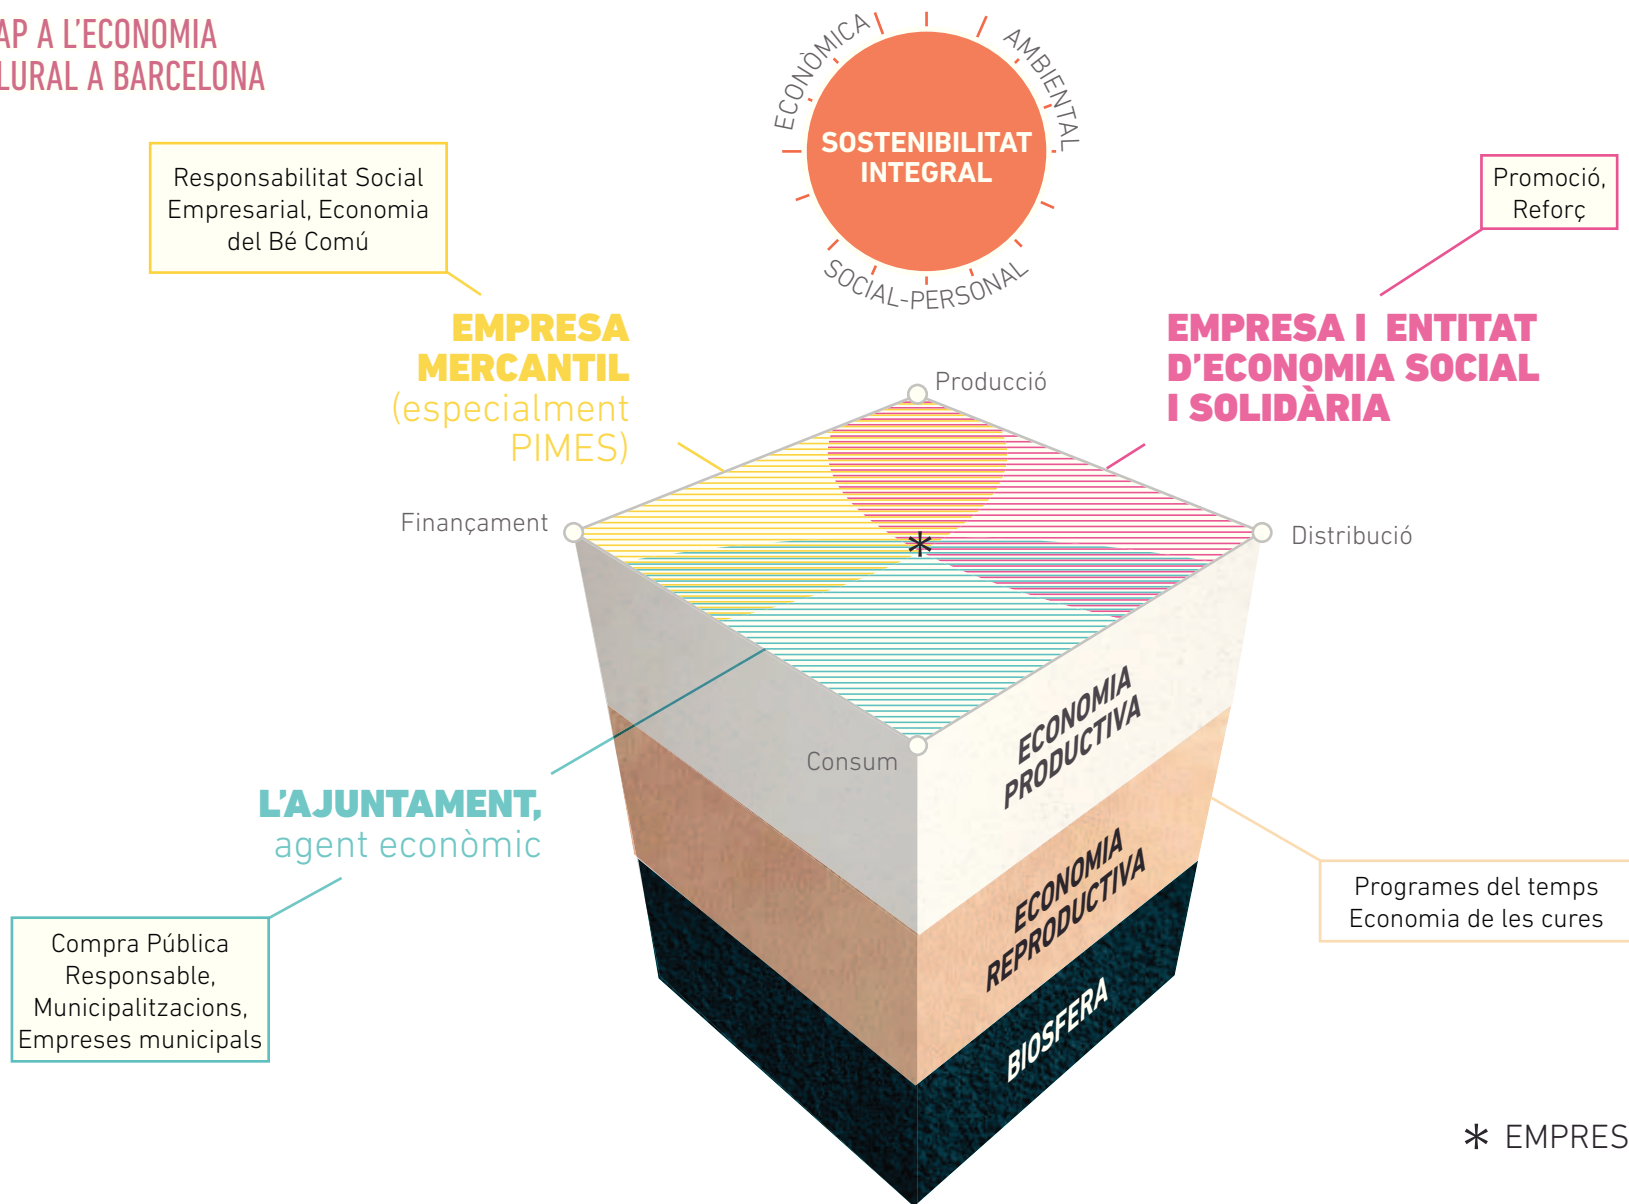 AP A L'ECONOMIA
LURAL A BARCELONA
ECONÒMICA
AMBIENTAL
SOCIAL-PERSONAL
SOSTENIBILITAT
INTEGRAL
Responsabilitat Social
Empresarial, Economia
del Bé Comú
Promoció,
Reforç
EMPRESA
MERCANTIL
(especialment
PIMES)
EMPRESA I ENTITAT
D'ECONOMIA SOCIAL
I SOLIDÀRIA
Producció
Finançament
*
Distribució
Consum
ECONOMIA
PRODUCTIVA
L'AJUNTAMENT,
agent econòmic
ECONOMIA
REPRODUCTIVA
Programes del temps
Economia de les cures
Compra Pública
Responsable,
Municipalitzacions,
Empreses municipals
BIOSFERA
* EMPRES